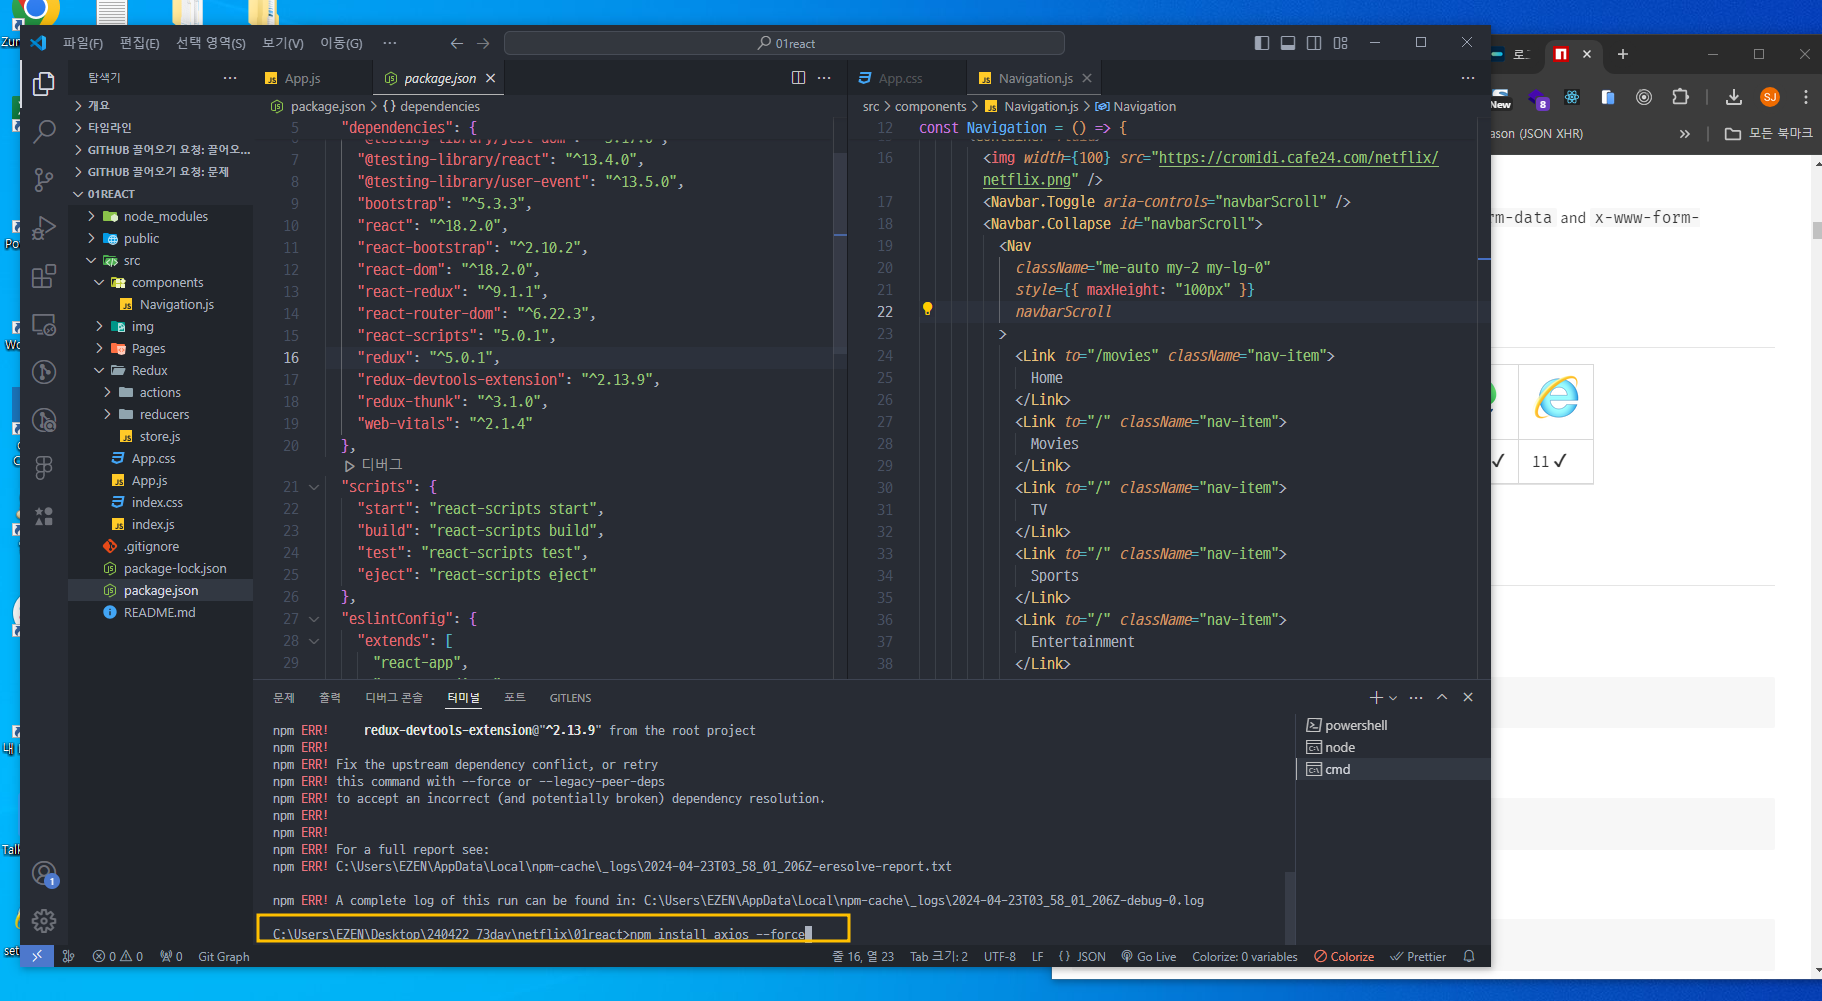 파일(F) 편집(E) 선택 영역(S) 보기(V) 이동(G) ···
01react
탐색기
개요
타임라인
GITHUB 끌어오기 요청: 끌어오...
GITHUB 끌어오기 요청: 문제
01REACT
node_modules
public
src
components
Navigation.js
img
Pages
Redux
actions
reducers
store.js
App.css
App.js
index.css
index.js
.gitignore
package-lock.json
package.json
README.md
App.js
package.json
package.json > {} dependencies
5 "dependencies": {
7 "@testing-library/react": "^13.4.0",
8 "@testing-library/user-event": "^13.5.0",
9 "bootstrap": "^5.3.3",
10 "react": "^18.2.0",
11 "react-bootstrap": "^2.10.2",
12 "react-dom": "^18.2.0",
13 "react-redux": "^9.1.1",
14 "react-router-dom": "^6.22.3",
15 "react-scripts": "5.0.1",
16 "redux": "^5.0.1",
17 "redux-devtools-extension": "^2.13.9",
18 "redux-thunk": "^3.1.0",
19 "web-vitals": "^2.1.4"
20 },
디버그
21 "scripts": {
22 "start": "react-scripts start",
23 "build": "react-scripts build",
24 "test": "react-scripts test",
25 "eject": "react-scripts eject"
26 },
27 "eslintConfig": {
28 "extends": [
29 "react-app",
App.css
Navigation.js
src > components > Navigation.js > Navigation
12 const Navigation = () => {
16 <img width={100} src="https://cromidi.cafe24.com/netflix/
netflix.png" />
17 <Navbar.Toggle aria-controls="navbarScroll" />
18 <Navbar.Collapse id="navbarScroll">
19 <Nav
20 className="me-auto my-2 my-lg-0"
21 style={{ maxHeight: "100px" }}
22 navbarScroll
23 >
24 <Link to="/movies" className="nav-item">
25 Home
26 </Link>
27 <Link to="/" className="nav-item">
28 Movies
29 </Link>
30 <Link to="/" className="nav-item">
31 TV
32 </Link>
33 <Link to="/" className="nav-item">
34 Sports
35 </Link>
36 <Link to="/" className="nav-item">
37 Entertainment
38 </Link>
문제 출력 디버그 콘솔 터미널 포트 GITLENS
npm ERR! redux-devtools-extension@"^2.13.9" from the root project
npm ERR!
npm ERR! Fix the upstream dependency conflict, or retry
npm ERR! this command with --force or --legacy-peer-deps
npm ERR! to accept an incorrect (and potentially broken) dependency resolution.
npm ERR!
npm ERR!
npm ERR! For a full report see:
npm ERR! C:\Users\EZEN\AppData\Local\npm-cache\_logs\2024-04-23T03_58_01_206Z-eresolve-report.txt
npm ERR! A complete log of this run can be found in: C:\Users\EZEN\AppData\Local\npm-cache\_logs\2024-04-23T03_58_01_206Z-debug-0.log
C:\Users\EZEN\Desktop\240422_73day\netflix\01react>npm install axios --force
powershell
node
cmd
1
0 0 0 Git Graph
줄 16, 열 23 Tab 크기: 2 UTF-8 LF {} JSON Go Live Colorize: 0 variables Colorize Prettier
New 8 SJ
ason (JSON XHR) » 모든 북마크
rm-data and x-www-form-
11 ✔